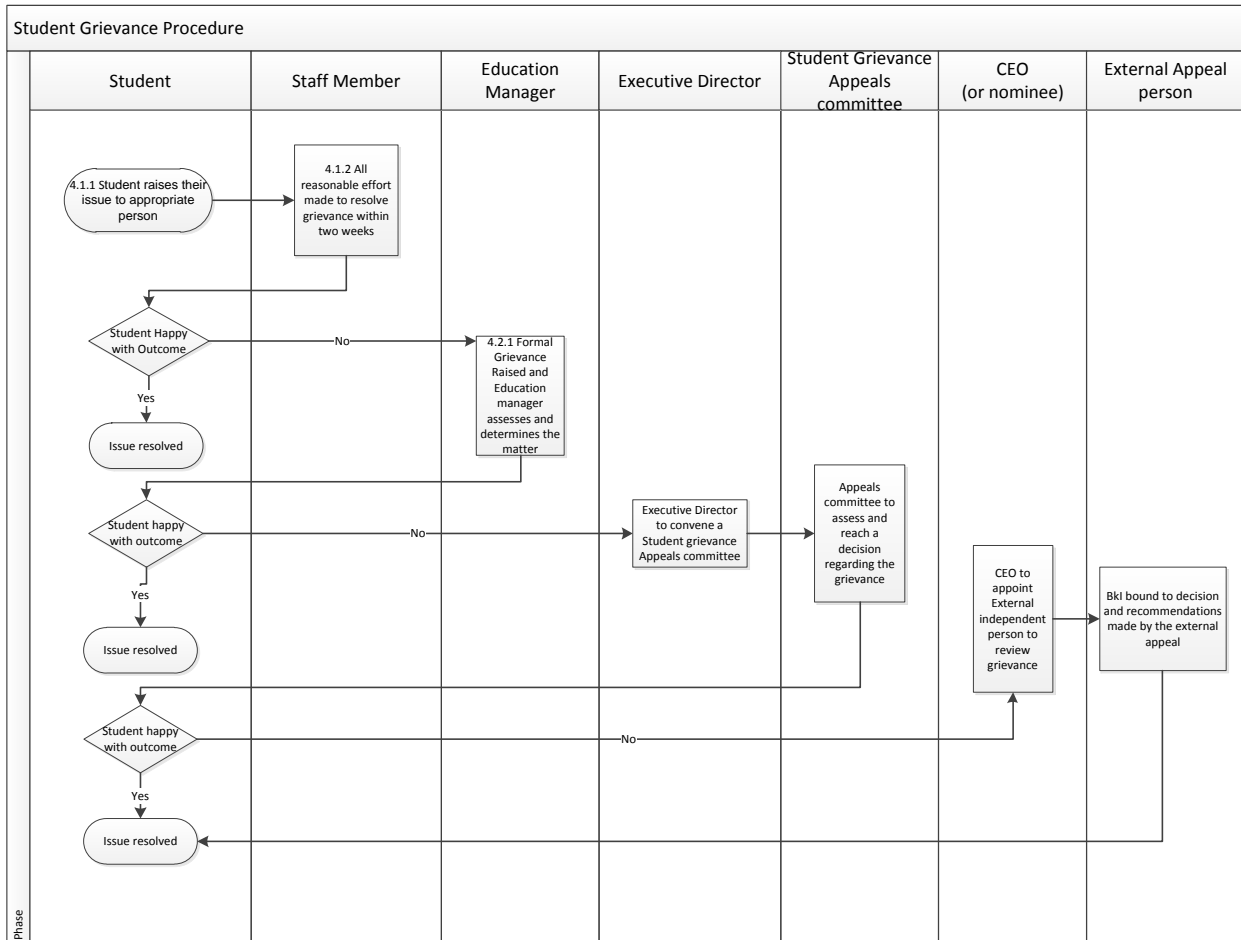 Student Grievance Procedure
Student
Staff Member
Education
Manager
Executive Director
Student Grievance
Appeals
committee
CEO
(or nominee)
External Appeal
person
4.1.1 Student raises their
issue to appropriate
person
4.1.2 All
reasonable effort
made to resolve
grievance within
two weeks
Student Happy
with Outcome
No
Yes
Issue resolved
4.2.1 Formal
Grievance
Raised and
Education
manager
assesses and
determines the
matter
Student happy
with outcome
No
Yes
Issue resolved
Executive Director
to convene a
Student grievance
Appeals committee
Appeals
committee to
assess and
reach a
decision
regarding the
grievance
CEO to
appoint
External
independent
person to
review
grievance
BkI bound to decision
and recommendations
made by the external
appeal
Student happy
with outcome
No
Yes
Issue resolved
Phase